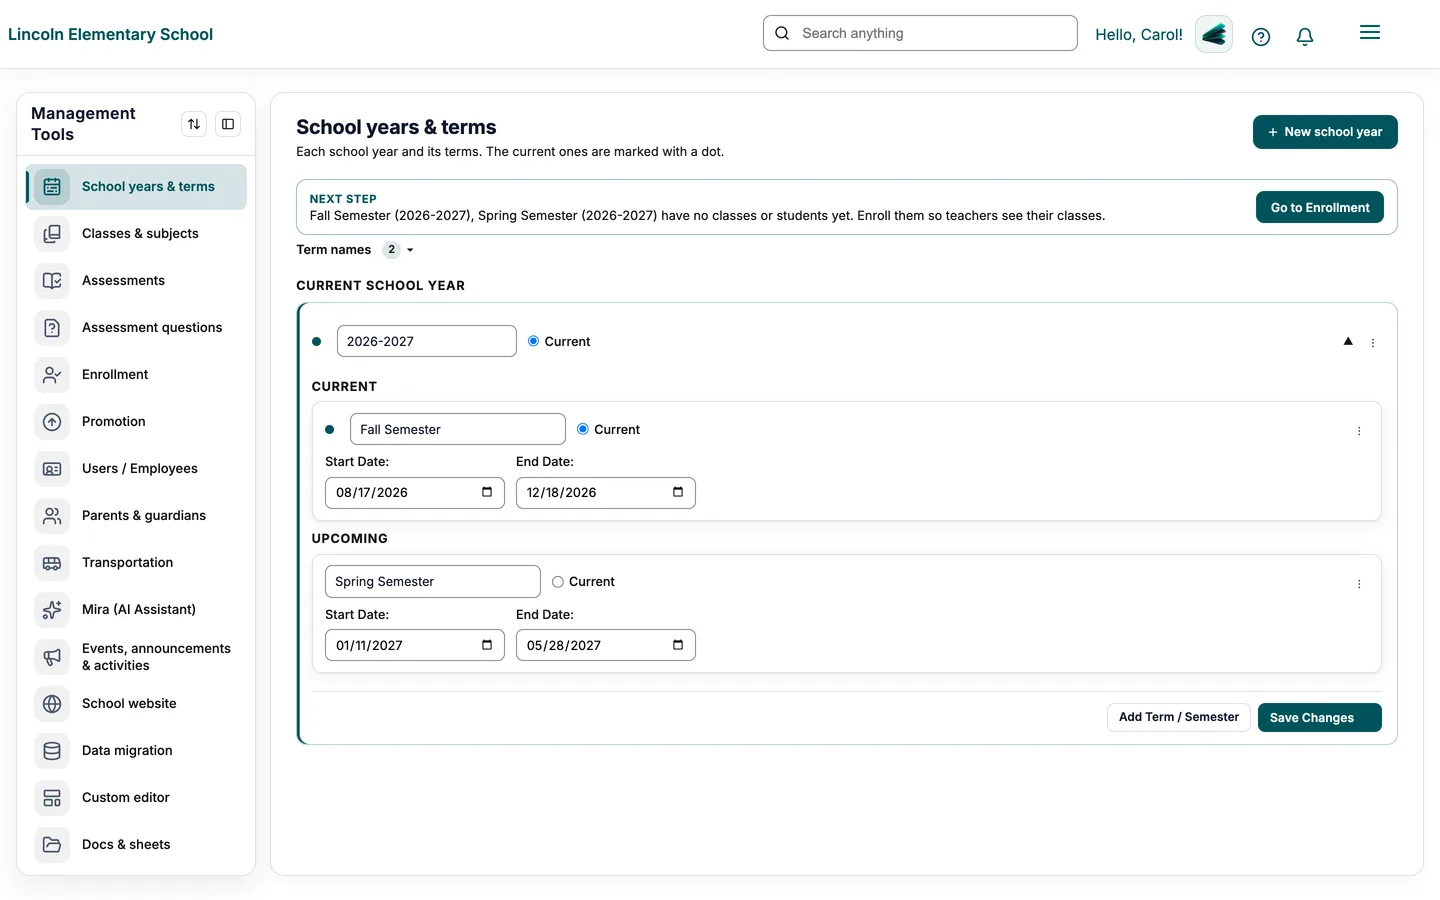 Lincoln Elementary School
Search anything
Hello, Carol!
Management
Tools
School years & terms
Classes & subjects
Assessments
Assessment questions
Enrollment
Promotion
Users / Employees
Parents & guardians
Transportation
Mira (AI Assistant)
Events, announcements
& activities
School website
Data migration
Custom editor
Docs & sheets
School years & terms
Each school year and its terms. The current ones are marked with a dot.
+ New school year
NEXT STEP
Fall Semester (2026-2027), Spring Semester (2026-2027) have no classes or students yet. Enroll them so teachers see their classes.
Go to Enrollment
Term names 2
CURRENT SCHOOL YEAR
2026-2027 Current
CURRENT
Fall Semester Current
Start Date: End Date:
08/17/2026 12/18/2026
UPCOMING
Spring Semester Current
Start Date: End Date:
01/11/2027 05/28/2027
Add Term / Semester Save Changes